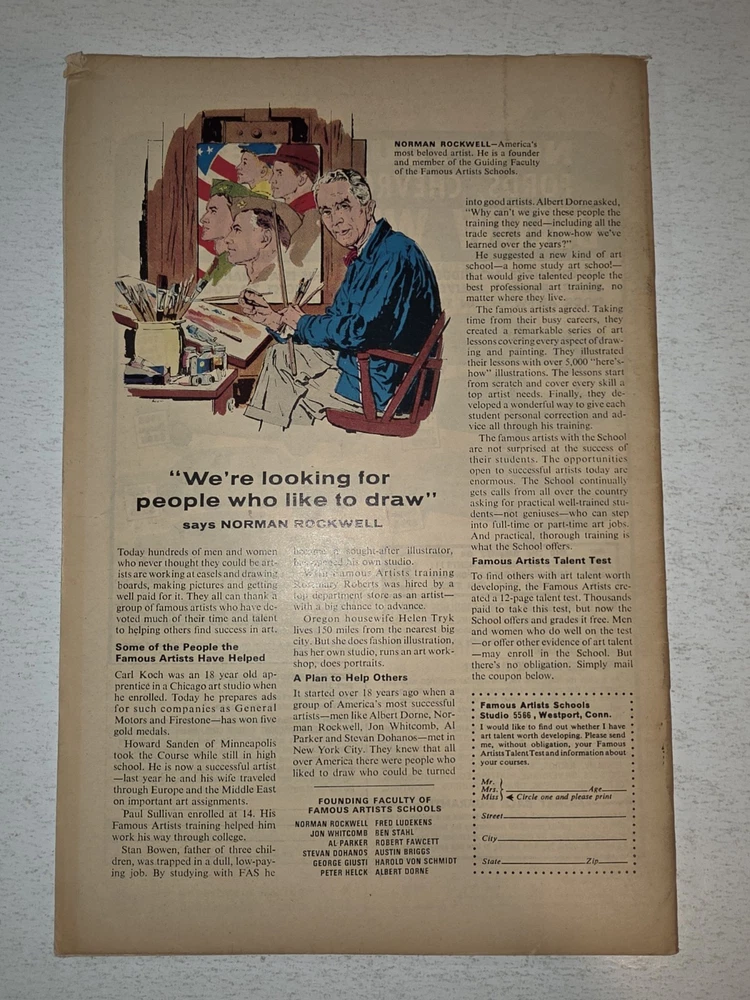 NORMAN ROCKWELL—America's
most beloved artist. He is a founder
and member of the Guiding Faculty
of the Famous Artists Schools.
"We're looking for
people who like to draw"
says NORMAN ROCKWELL
Today hundreds of men and women
who never thought they could be art-
ists are working at easels and drawing
boards, making pictures and getting
well paid for it. They all can thank a
group of famous artists who have de-
voted much of their time and talent
to helping others find success in art.
Some of the People the
Famous Artists Have Helped
Carl Koch was an 18 year old ap-
prentice in a Chicago art studio when
he enrolled. Today he prepares ads
for such companies as General
Motors and Firestone—has won five
gold medals.
Howard Sanden of Minneapolis
took the Course while still in high
school. He is now a successful artist
—last year he and his wife traveled
through Europe and the Middle East
on important art assignments.
Paul Sullivan enrolled at 14. His
Famous Artists training helped him
work his way through college.
Stan Bowen, father of three chil-
dren, was trapped in a dull, low-pay-
ing job. By studying with FAS he
a sought-after illustrator,
his own studio.
Famous Artists training
Roberts was hired by a
department store as an artist—
with a big chance to advance.
Oregon housewife Helen Tryk
lives 150 miles from the nearest big
city. But she does fashion illustration,
has her own studio, runs an art work-
shop, does portraits.
A Plan to Help Others
It started over 18 years ago when a
group of America's most successful
artists—men like Albert Dorne, Nor-
man Rockwell, Jon Whitcomb, Al
Parker and Stevan Dohanos—met in
New York City. They knew that all
over America there were people who
liked to draw who could be turned
FOUNDING FACULTY OF
FAMOUS ARTISTS SCHOOLS
NORMAN ROCKWELL FRED LUDEKENS
JON WHITCOMB BEN STAHL
AL PARKER ROBERT FAWCETT
STEVAN DOHANOS AUSTIN BRIGGS
GEORGE GIUSTI HAROLD VON SCHMIDT
PETER HELCK ALBERT DORNE
into good artists. Albert Dorne asked,
"Why can't we give these people the
training they need—including all the
trade secrets and know-how we've
learned over the years?"
He suggested a new kind of art
school—a home study art school—
that would give talented people the
best professional art training, no
matter where they live.
The famous artists agreed. Taking
time from their busy careers, they
created a remarkable series of art
lessons covering every aspect of draw-
ing and painting. They illustrated
their lessons with over 5,000 "here's-
how" illustrations. The lessons start
from scratch and cover every skill a
top artist needs. Finally, they de-
veloped a wonderful way to give each
student personal correction and ad-
vice all through his training.
The famous artists with the School
are not surprised at the success of
their students. The opportunities
open to successful artists today are
enormous. The School continually
gets calls from all over the country
asking for practical well-trained stu-
dents—not geniuses—who can step
into full-time or part-time art jobs.
And practical, thorough training is
what the School offers.
Famous Artists Talent Test
To find others with art talent worth
developing, the Famous Artists cre-
ated a 12-page talent test. Thousands
paid to take this test, but now the
School offers and grades it free. Men
and women who do well on the test
—or offer other evidence of art talent
—may enroll in the School. But
there's no obligation. Simply mail
the coupon below.
Famous Artists Schools
Studio 5566, Westport, Conn.
I would like to find out whether I have
art talent worth developing. Please send
me, without obligation, your Famous
Artists Talent Test and information about
your courses.
Mr.
Mrs. Age
Miss Circle one and please print
Street
City
State Zip